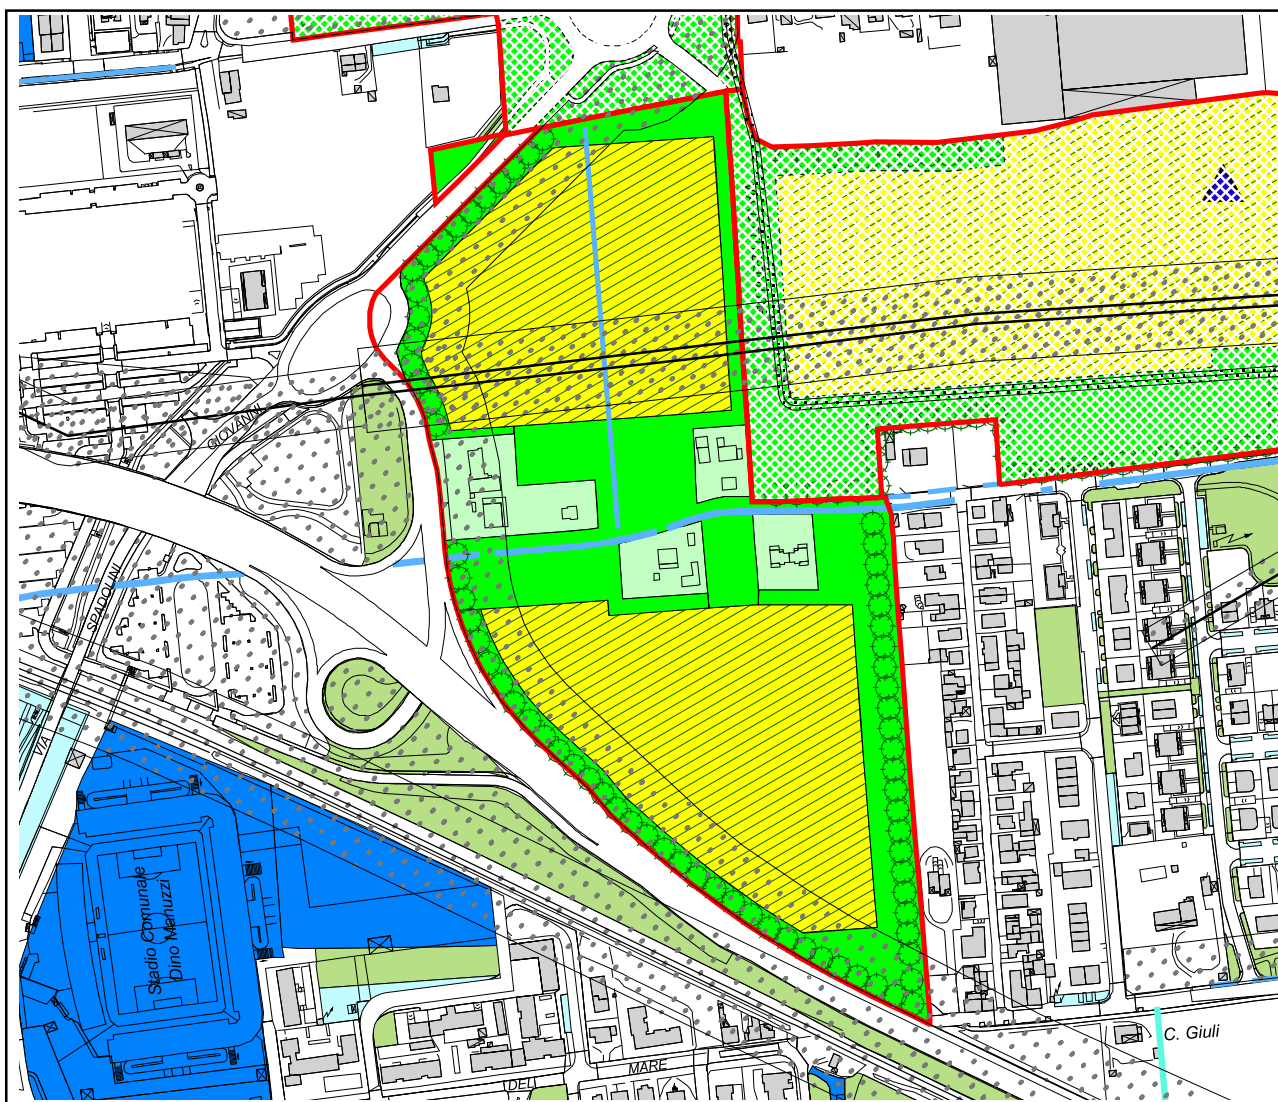 GIOVANNI
SPADOLINI
VIA
Stadio Comunale
Dino Manuzzi
C. Giuli
MARE
DEL